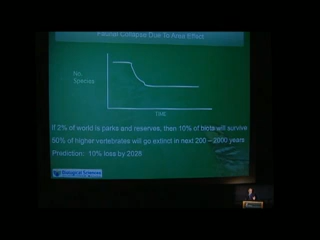 Faunal Collapse Due To Area Effect
No.
Species
TIME
If 2% of world is parks and reserves, then 10% of biota will survive
50% of higher vertebrates will go extinct in next 200 – 2000 years
Prediction: 10% loss by 2028
Biological Sciences